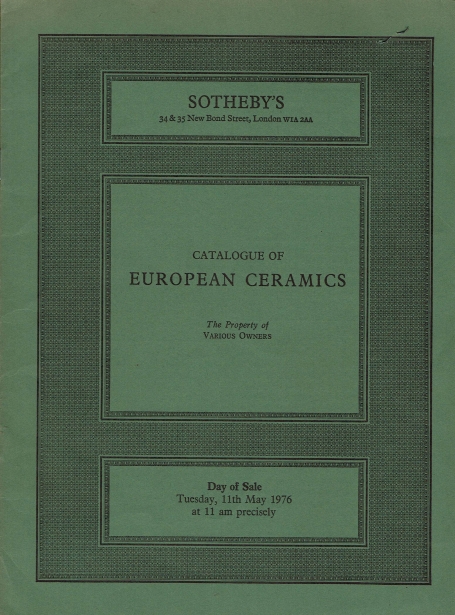 SOTHEBY'S
34 & 35 New Bond Street, London W1A 2AA
CATALOGUE OF
EUROPEAN CERAMICS
The Property of
VARIOUS OWNERS
Day of Sale
Tuesday, 11th May 1976
at 11 am precisely